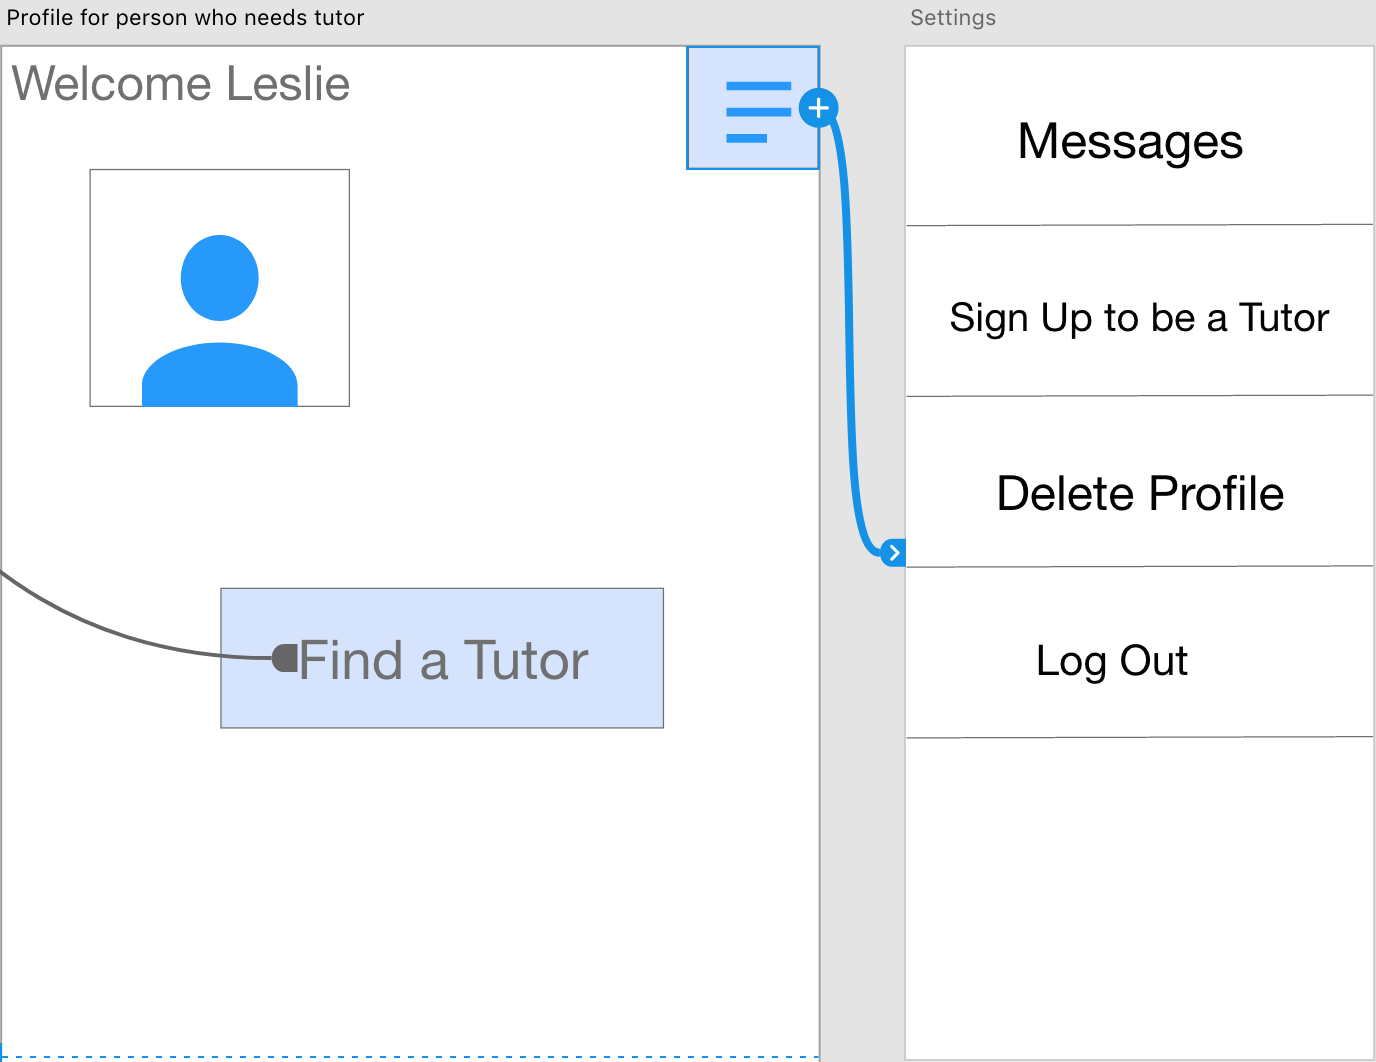 Profile for person who needs tutor
Settings
Welcome Leslie
Find a Tutor
Messages
Sign Up to be a Tutor
Delete Profile
Log Out